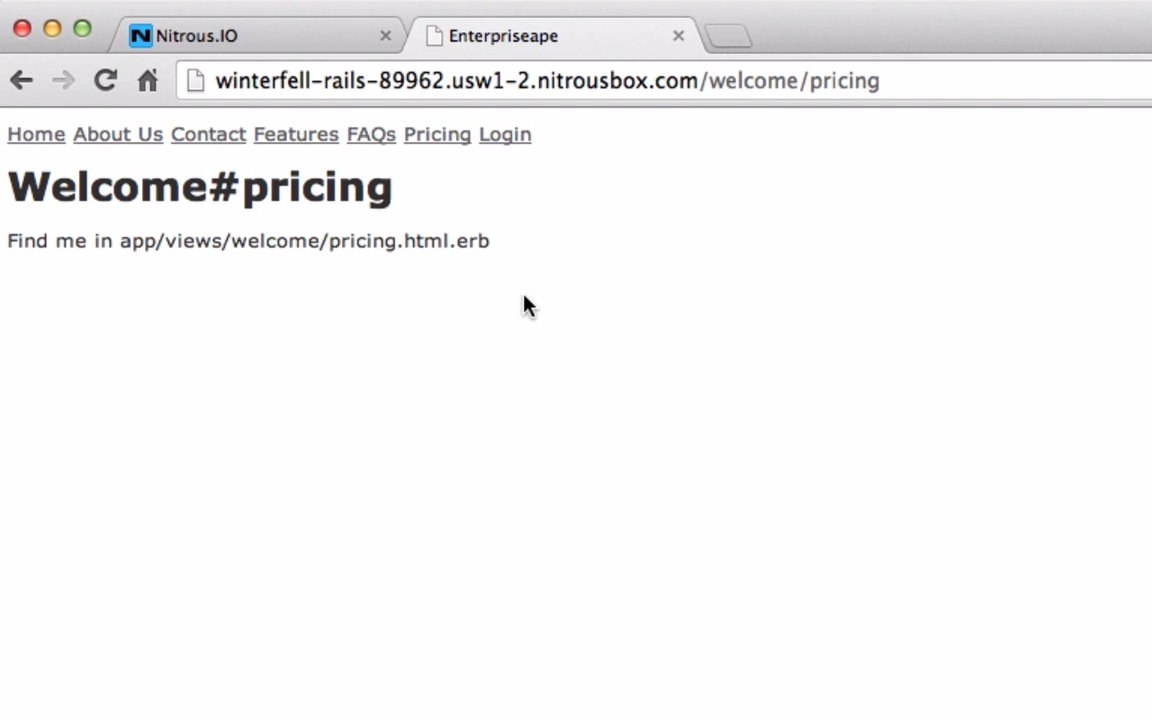 Nitrous.IO
Enterpriseape
winterfell-rails-89962.usw1-2.nitrousbox.com/welcome/pricing
Home About Us Contact Features FAQs Pricing Login
Welcome#pricing
Find me in app/views/welcome/pricing.html.erb